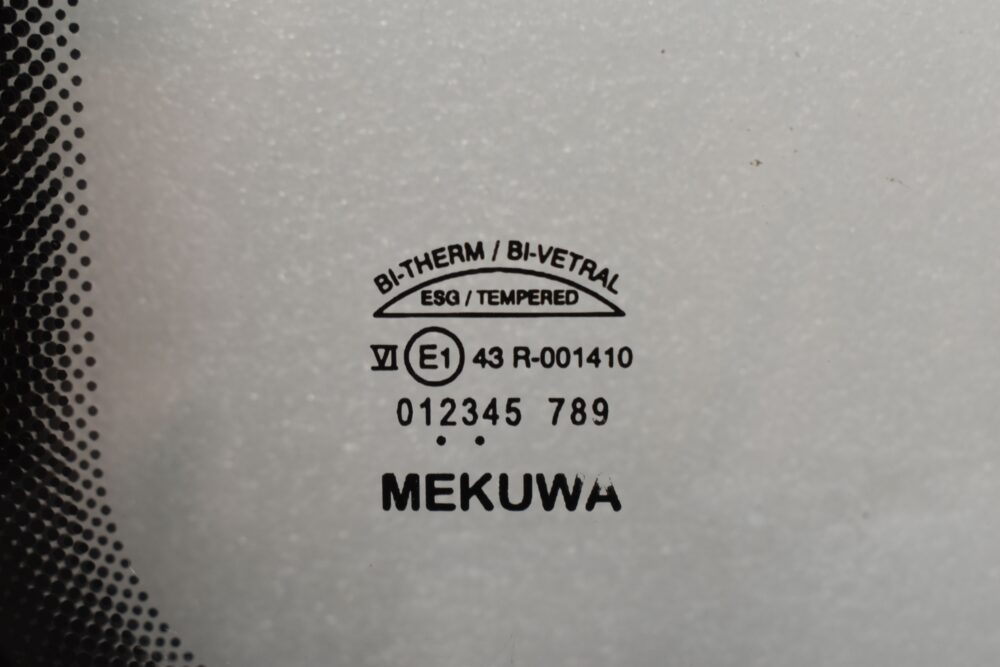 BI-THERM / BI-VETRAL
ESG / TEMPERED
VI E1 43 R-001410
012345 789
MEKUWA